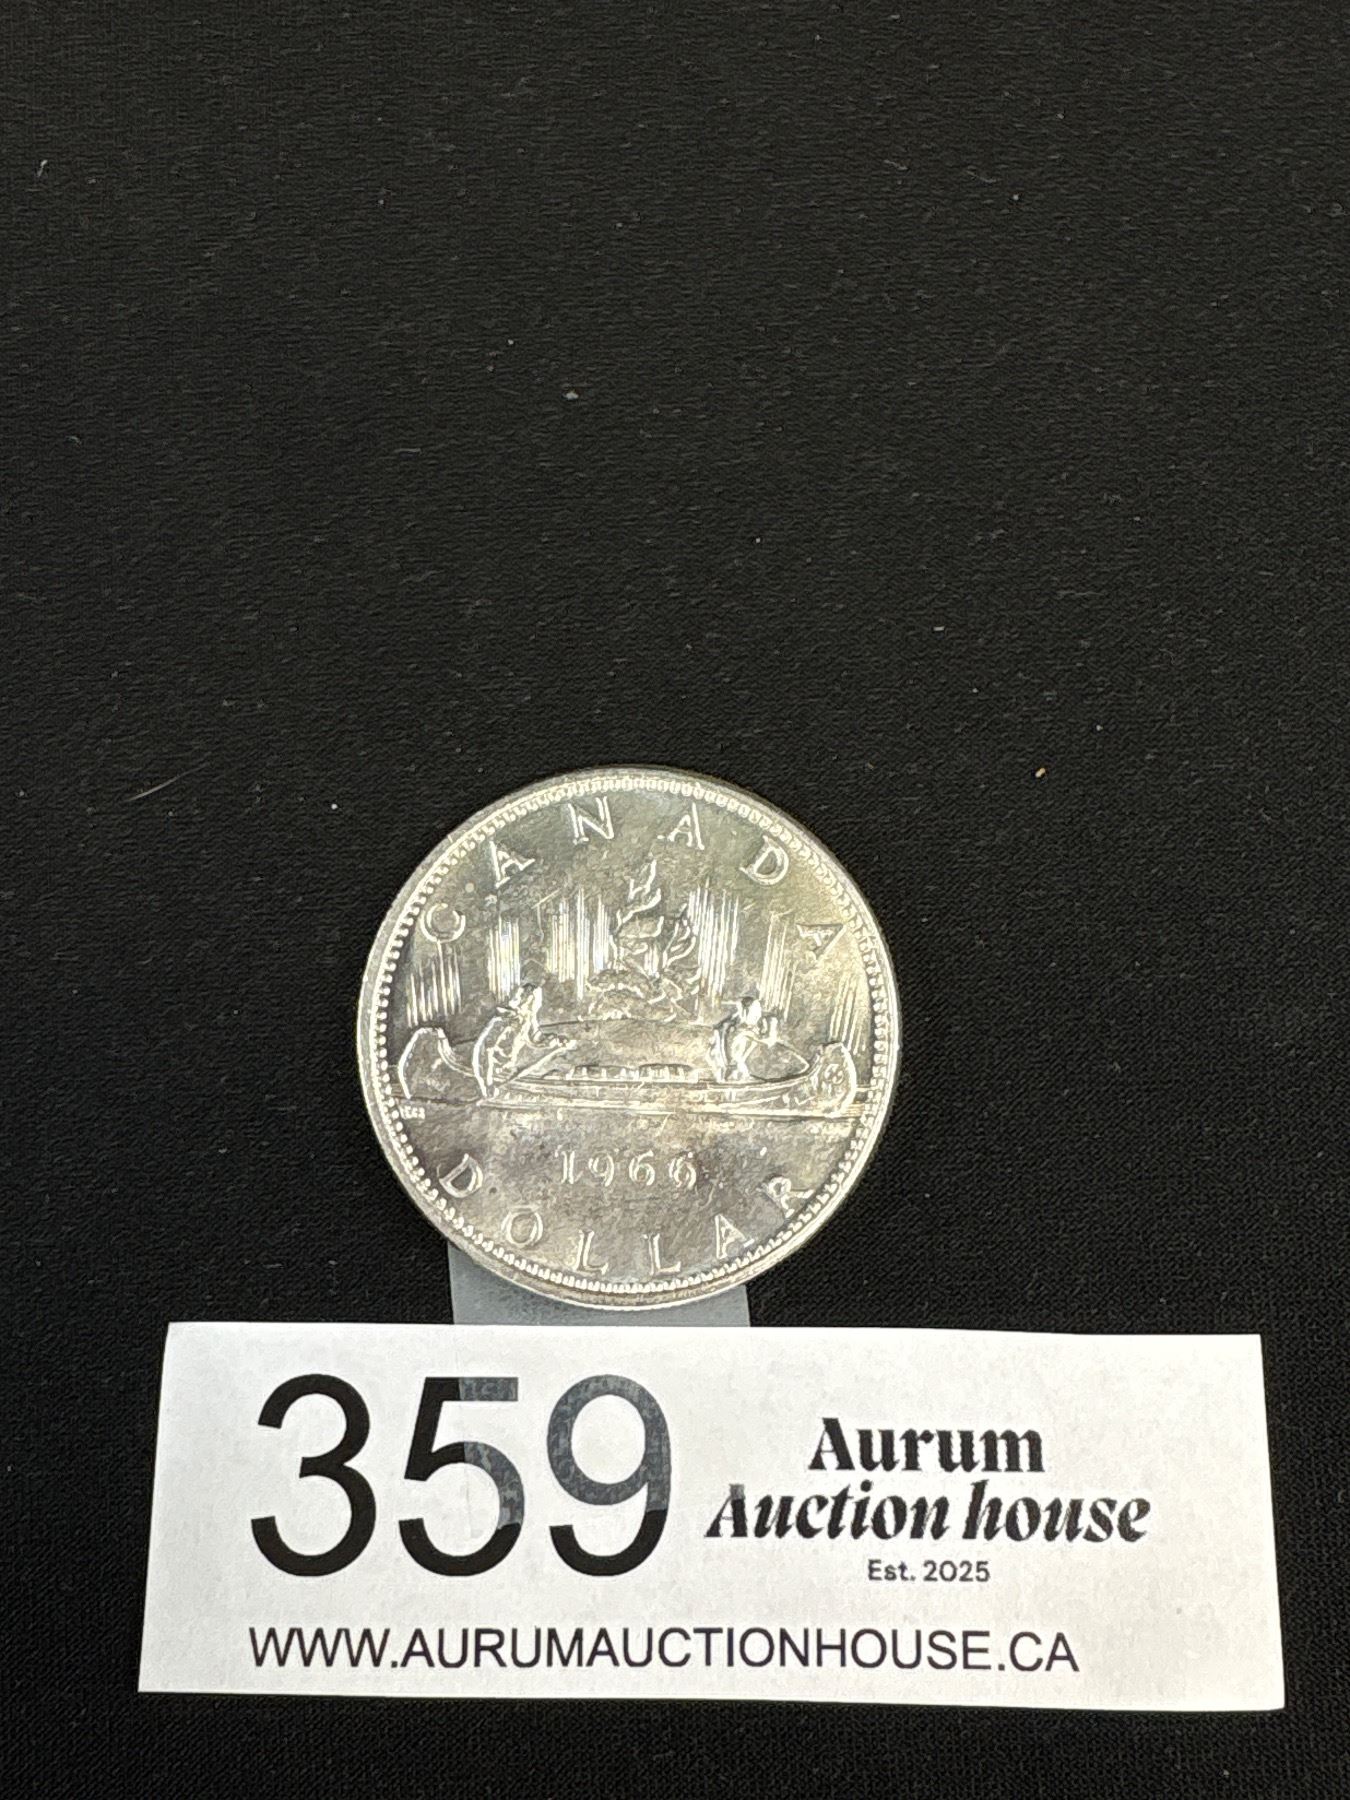 CANADA
1966
DOLLAR
359
Aurum
Auction house
Est. 2025
WWW.AURUMAUCTIONHOUSE.CA